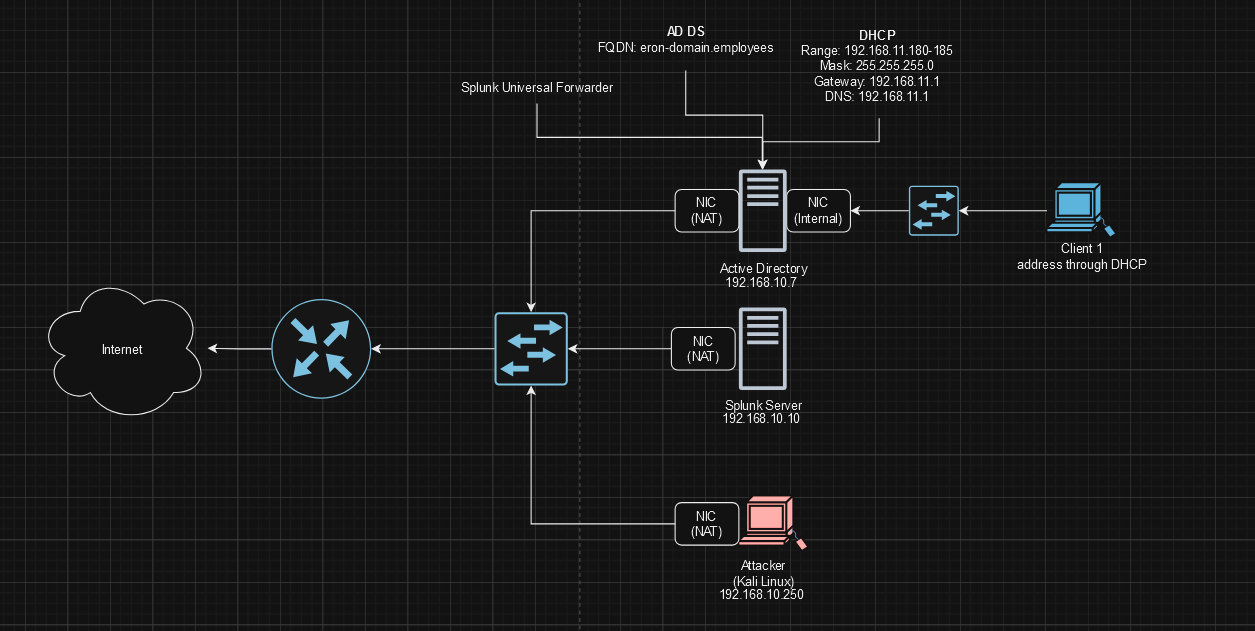 AD DS
FQDN: eron-domain.employees
DHCP
Range: 192.168.11.180-185
Mask: 255.255.255.0
Gateway: 192.168.11.1
DNS: 192.168.11.1
Splunk Universal Forwarder
NIC
(NAT)
NIC
(Internal)
Active Directory
192.168.10.7
Client 1
address through DHCP
Internet
NIC
(NAT)
Splunk Server
192.168.10.10
NIC
(NAT)
Attacker
(Kali Linux)
192.168.10.250